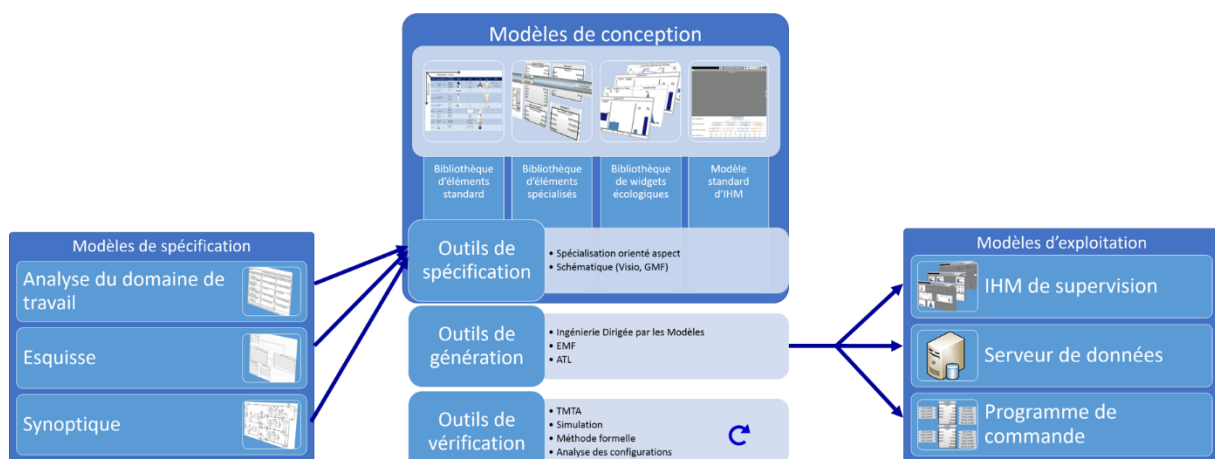 Modèles de conception
Bibliothèque
d'éléments
standard
Bibliothèque
d'éléments
spécialisés
Bibliothèque
de widgets
écologiques
Modèle
standard
d'IHM
Modèles de spécification
Analyse du domaine de
travail
Esquisse
Synoptique
Outils de
spécification
• Spécialisation orienté aspect
• Schématique (Visio, GMF)
Outils de
génération
• Ingénierie Dirigée par les Modèles
• EMF
• ATL
Outils de
vérification
• TMTA
• Simulation
• Méthode formelle
• Analyse des configurations
Modèles d'exploitation
IHM de supervision
Serveur de données
Programme de
commande